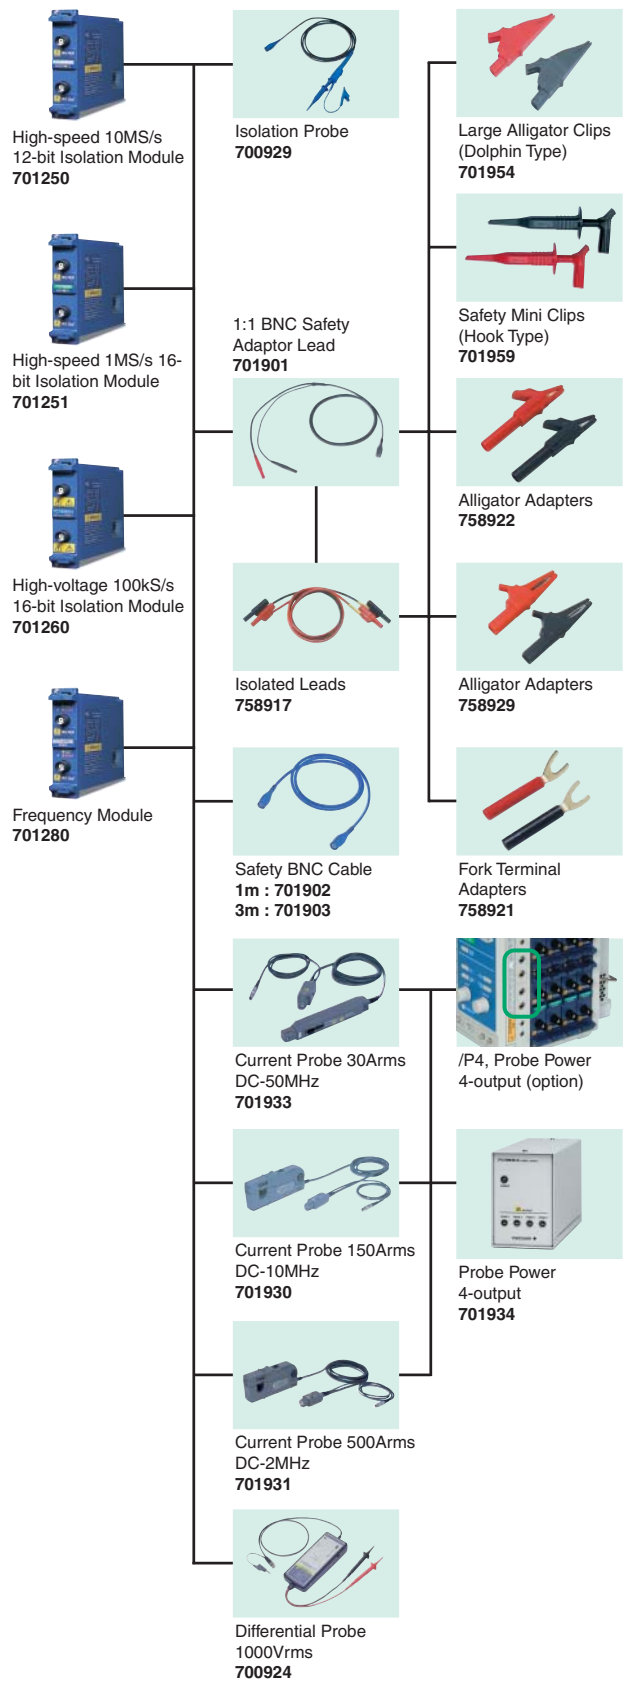 High-speed 10MS/s
12-bit Isolation Module
701250
High-speed 1MS/s 16-
bit Isolation Module
701251
High-voltage 100kS/s
16-bit Isolation Module
701260
Frequency Module
701280
Isolation Probe
700929
1:1 BNC Safety
Adaptor Lead
701901
Isolated Leads
758917
Safety BNC Cable
1m : 701902
3m : 701903
Current Probe 30Arms
DC-50MHz
701933
Current Probe 150Arms
DC-10MHz
701930
Current Probe 500Arms
DC-2MHz
701931
Differential Probe
1000Vrms
700924
Large Alligator Clips
(Dolphin Type)
701954
Safety Mini Clips
(Hook Type)
701959
Alligator Adapters
758922
Alligator Adapters
758929
Fork Terminal
Adapters
758921
/P4, Probe Power
4-output (option)
Probe Power
4-output
701934